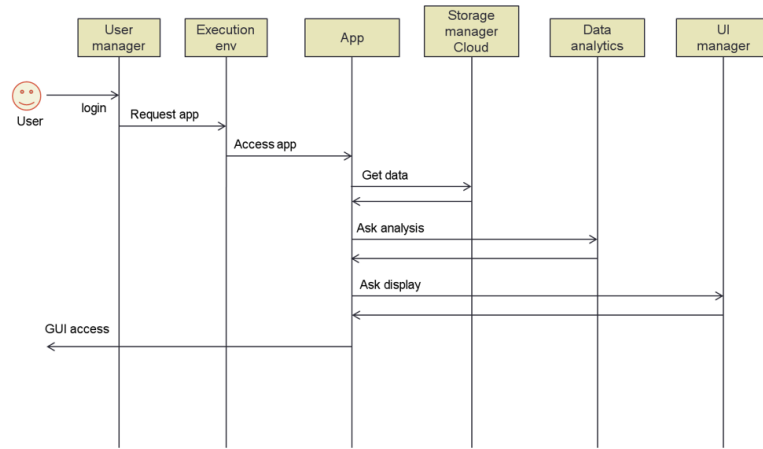 User
manager
Execution
env
App
Storage
manager
Cloud
Data
analytics
UI
manager
login
User
Request app
Access app
Get data
Ask analysis
Ask display
GUI access